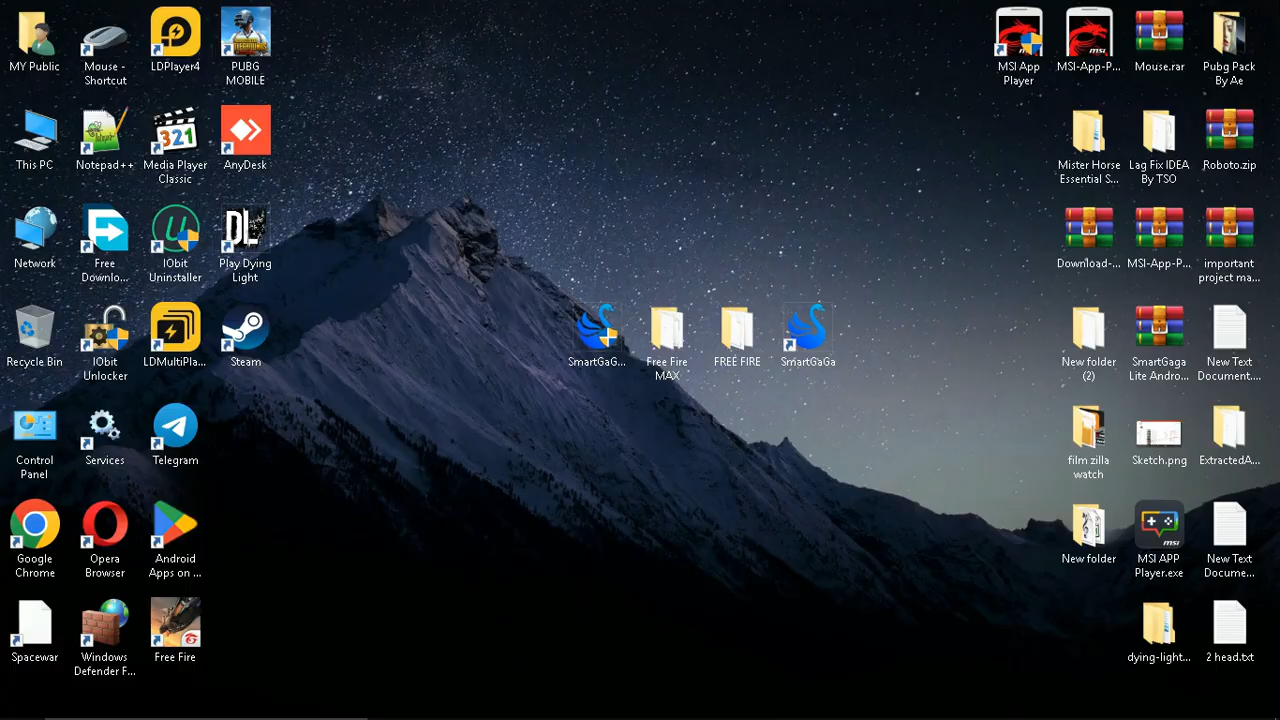 MY Public
Mouse -
Shortcut
LDPlayer4
PUBG
MOBILE
MSI App
Player
MSI-App-P...
Mouse.rar
Pubg Pack
By Ae
This PC
Notepad++
Media Player
Classic
AnyDesk
Mister Horse
Essential S...
Lag Fix IDEA
By TSO
Roboto.zip
Network
Free
Downlo...
IObit
Uninstaller
DL
Play Dying
Light
Download-...
MSI-App-P...
important
project ma...
Recycle Bin
IObit
Unlocker
LDMultiPla...
Steam
SmartGaG...
Free Fire
MAX
FREE FIRE
SmartGaGa
New folder
(2)
SmartGaga
Lite Andro...
New Text
Document....
Control
Panel
Services
Telegram
film zilla
watch
Sketch.png
ExtractedA...
Google
Chrome
Opera
Browser
Android
Apps on ...
New folder
msi
MSI APP
Player.exe
New Text
Docume...
Spacewar
Windows
Defender F...
Free Fire
dying-light...
2 head.txt